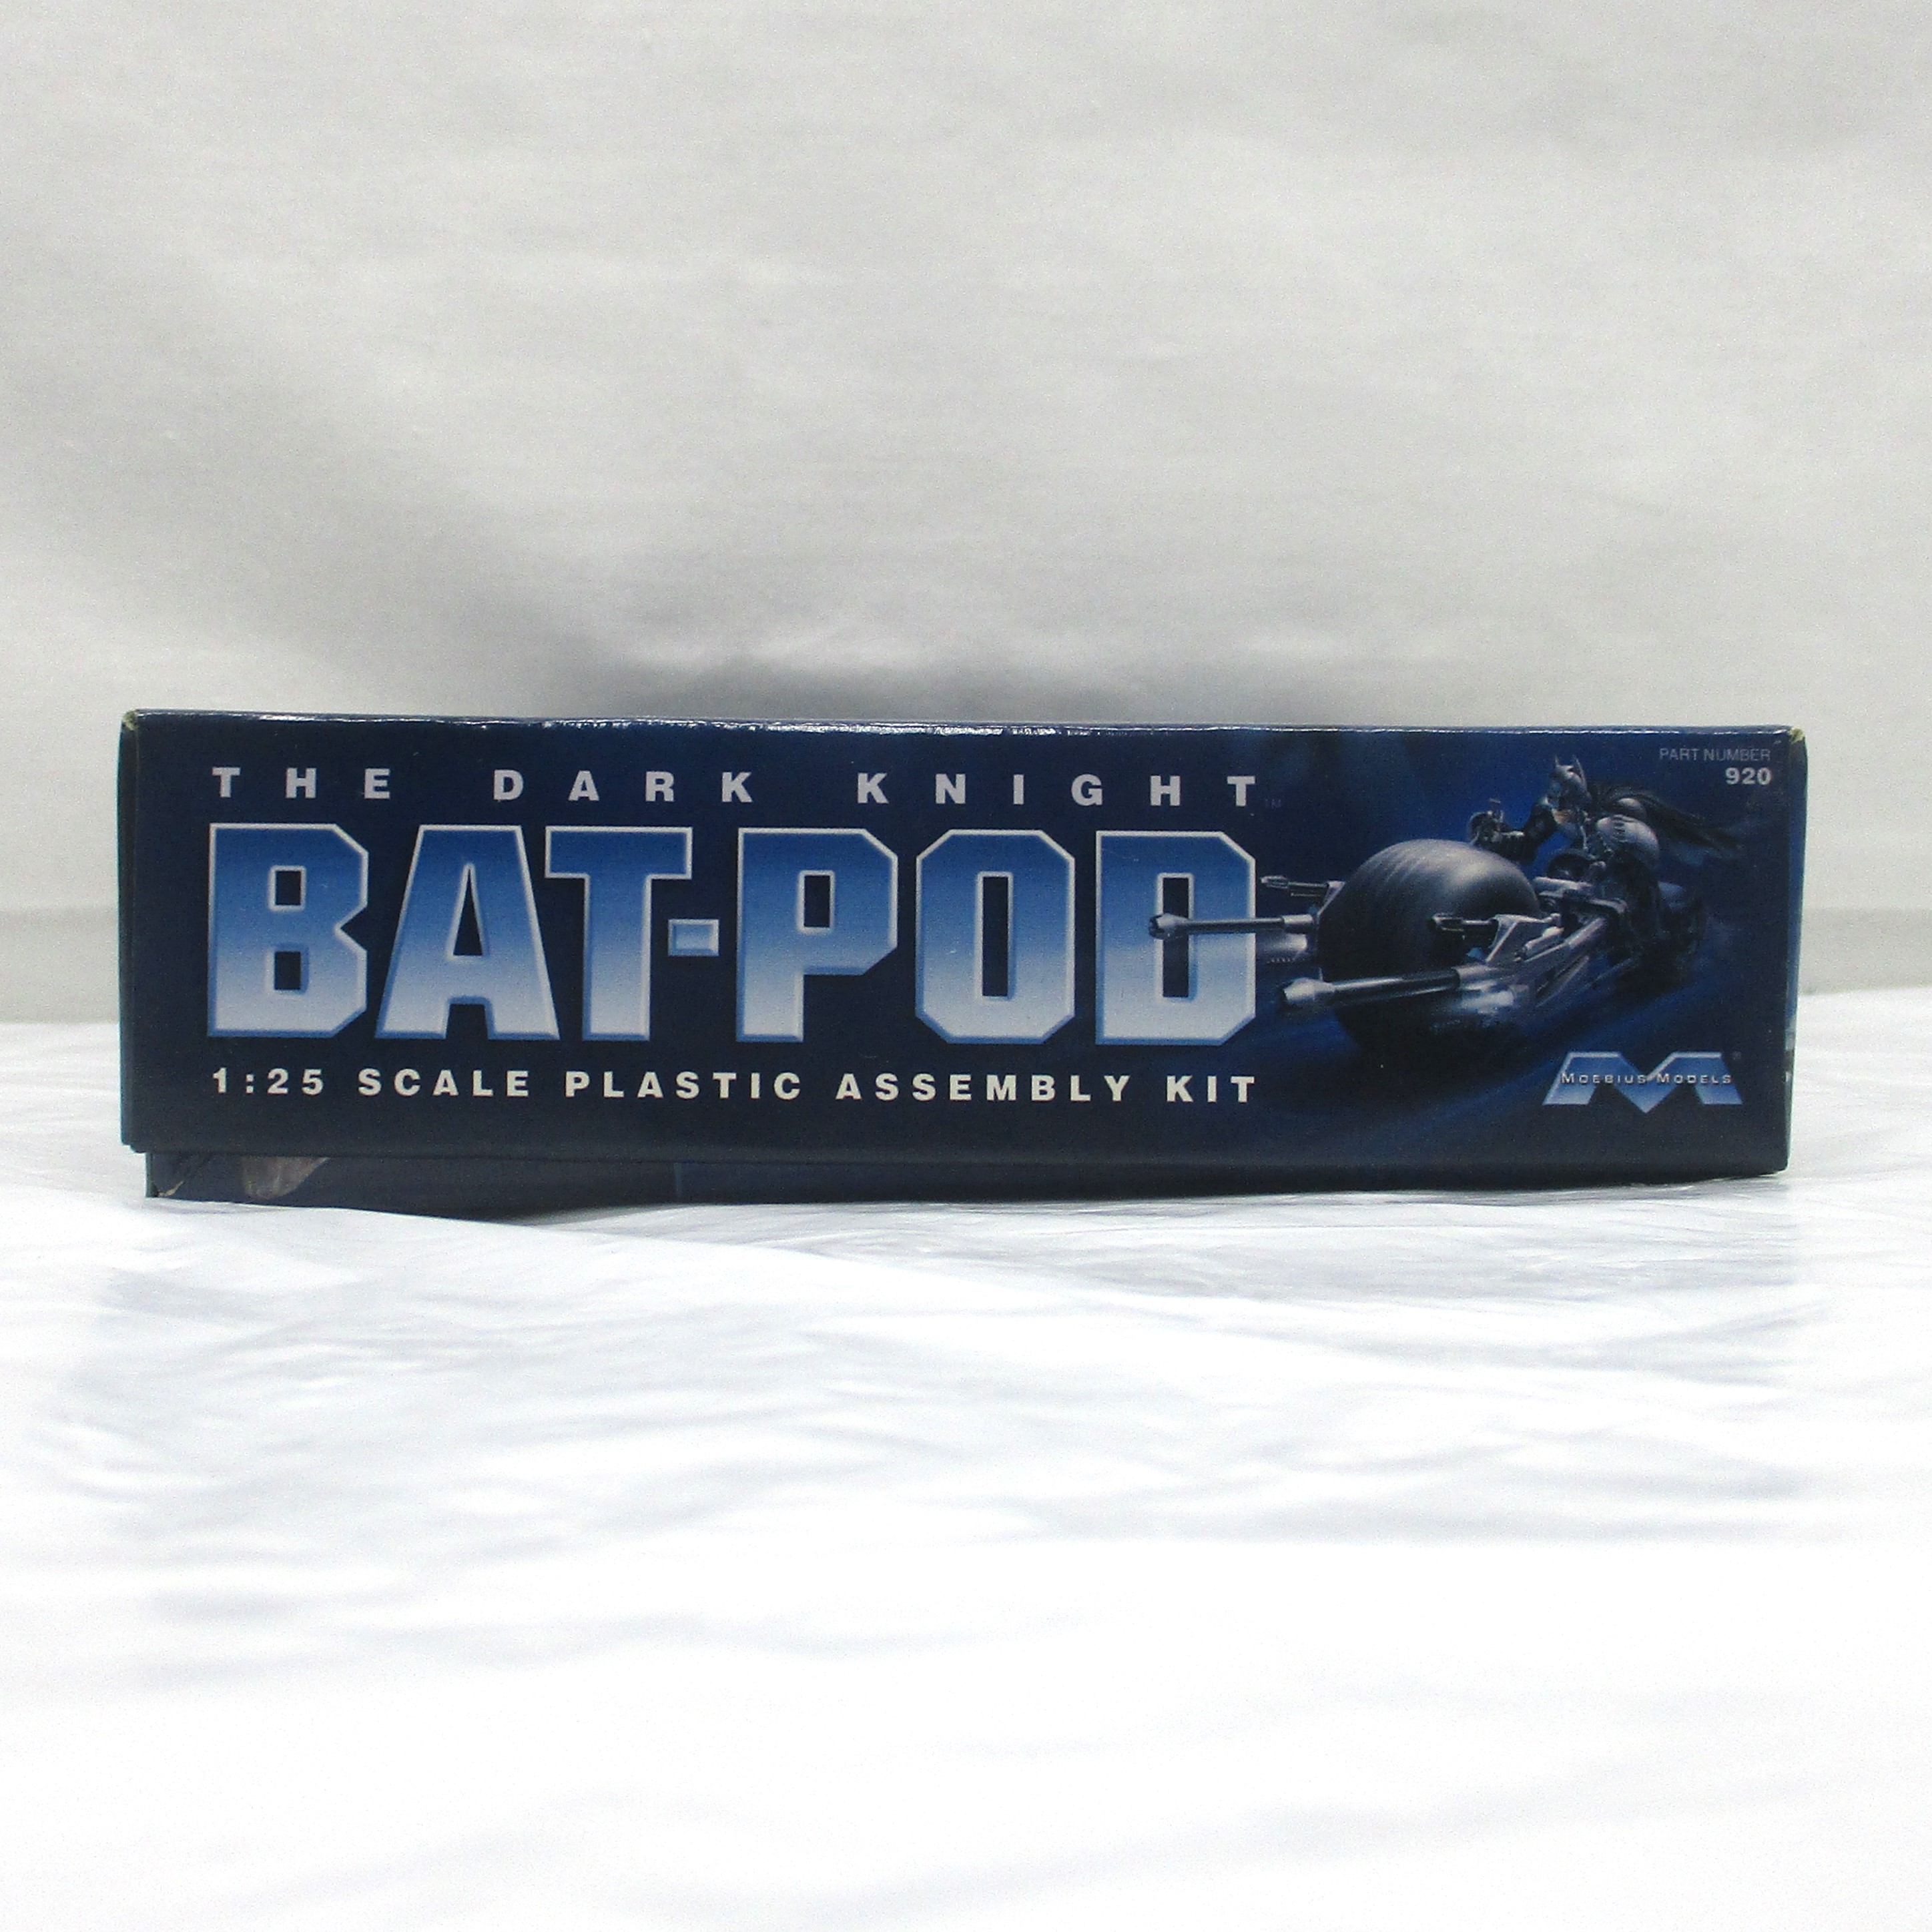 THE DARK KNIGHT™
BAT-POD
1:25 SCALE PLASTIC ASSEMBLY KIT
PART NUMBER
920
MOEBIUS MODELS®